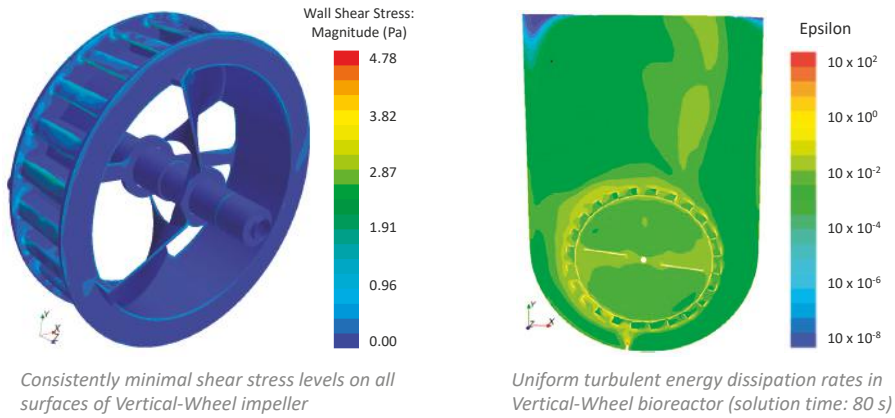 Wall Shear Stress:
Magnitude (Pa)
4.78
3.82
2.87
1.91
0.96
0.00
Y
X
Z
Consistently minimal shear stress levels on all
surfaces of Vertical-Wheel impeller
Epsilon
10 x 10²
10 x 10⁰
10 x 10⁻²
10 x 10⁻⁴
10 x 10⁻⁶
10 x 10⁻⁸
Y
Z
X
Uniform turbulent energy dissipation rates in
Vertical-Wheel bioreactor (solution time: 80 s)